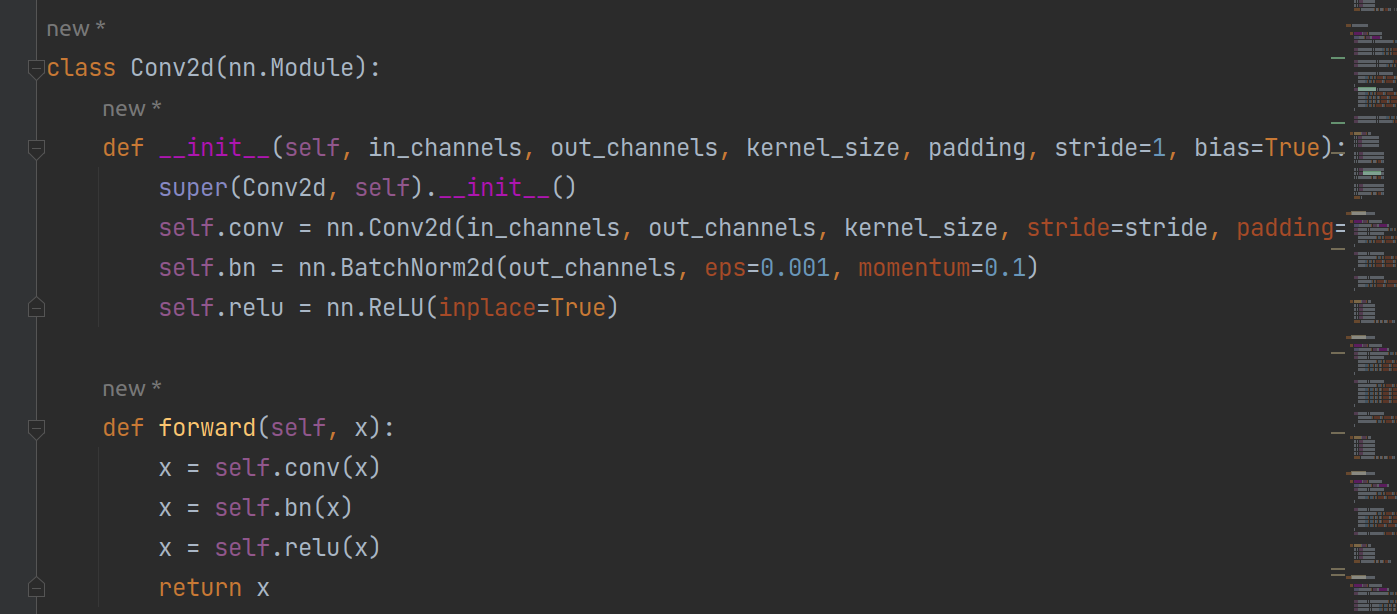 new *
class Conv2d(nn.Module):
new *
def __init__(self, in_channels, out_channels, kernel_size, padding, stride=1, bias=True):
super(Conv2d, self).__init__()
self.conv = nn.Conv2d(in_channels, out_channels, kernel_size, stride=stride, padding=
self.bn = nn.BatchNorm2d(out_channels, eps=0.001, momentum=0.1)
self.relu = nn.ReLU(inplace=True)
new *
def forward(self, x):
x = self.conv(x)
x = self.bn(x)
x = self.relu(x)
return x